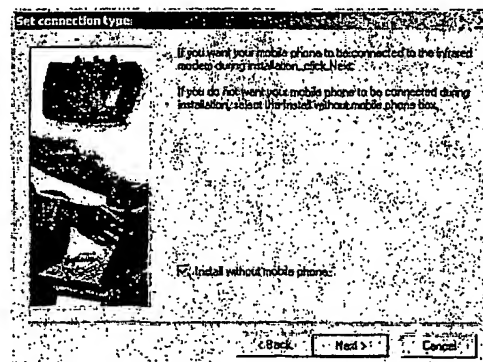 Set connection type:
If you want your mobile phone to be connected to the infrared
modem during installation, click Next.
If you do not want your mobile phone to be connected during
installation, select the Install without mobile phone box.
Install without mobile phone.
< Back
Next >
Cancel